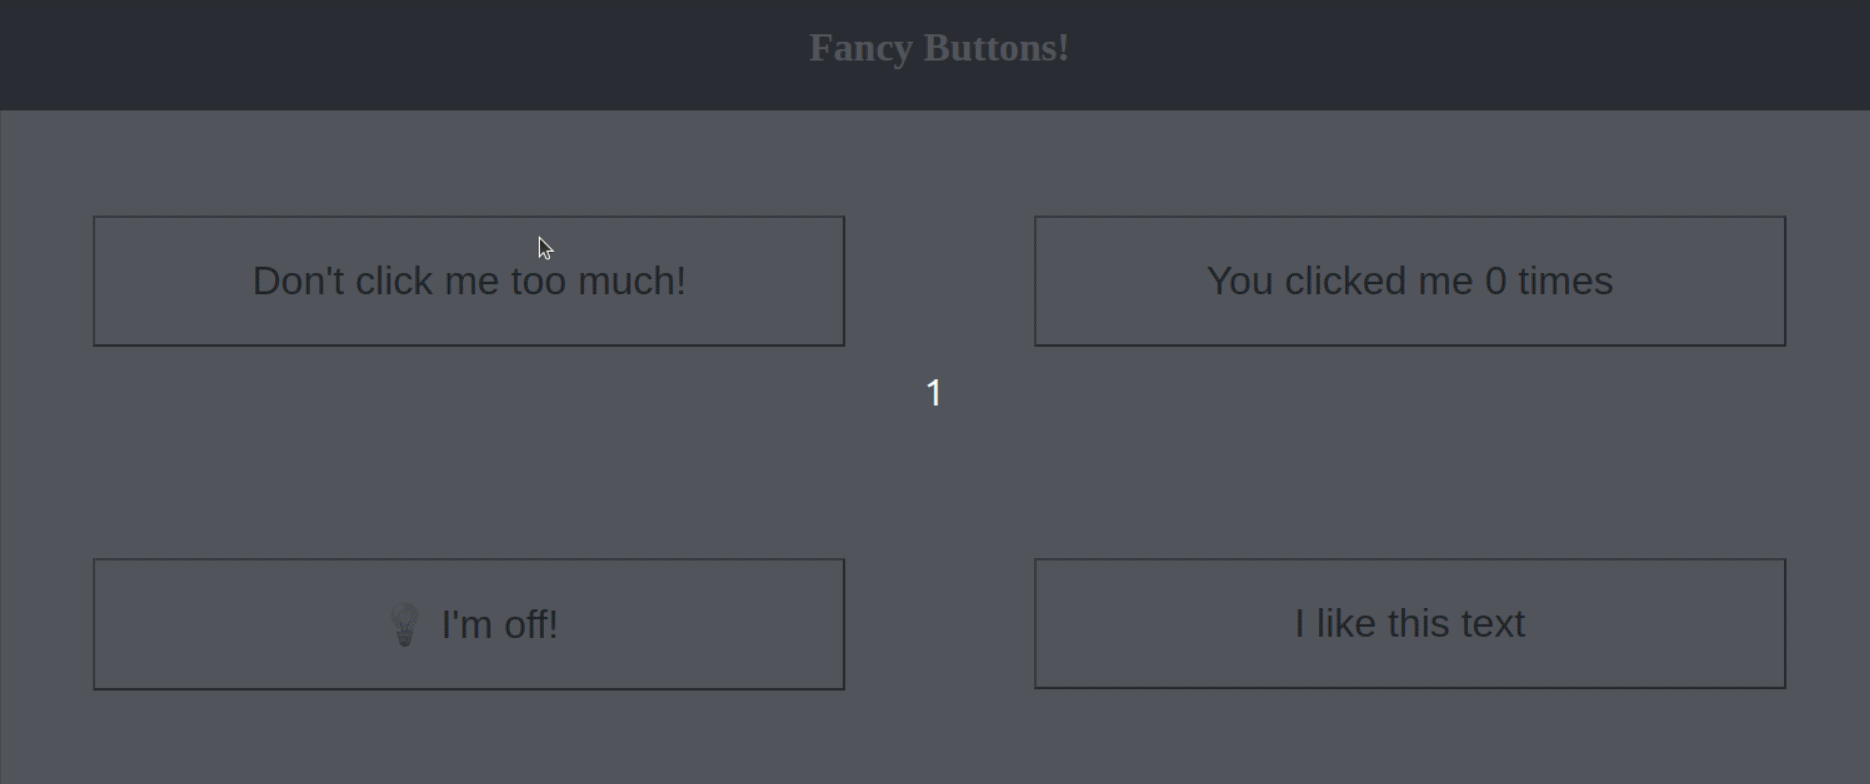 Fancy Buttons!
Don't click me too much!
You clicked me 0 times
1
💡 I'm off!
I like this text